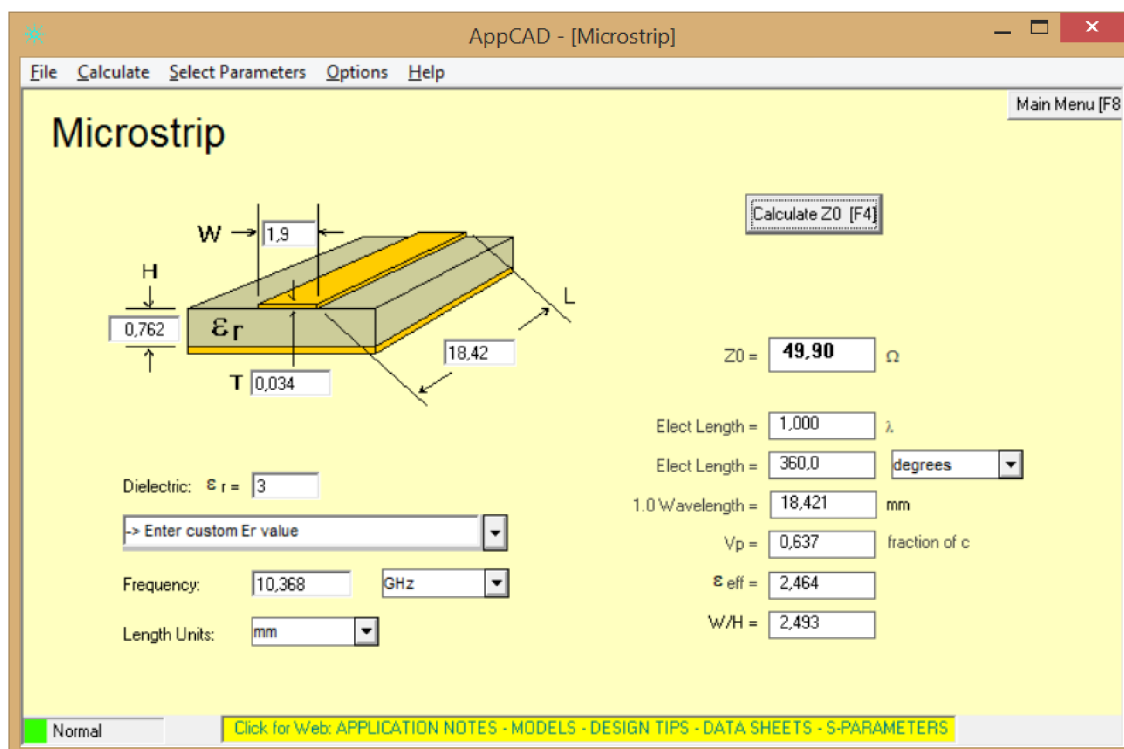 AppCAD - [Microstrip]
File Calculate Select Parameters Options Help
Main Menu [F8
Microstrip
Calculate Z0 [F4]
W 1,9
H
0,762
εr
L
18,42
T 0,034
Z0 = 49,90 Ω
Elect Length = 1,000 λ
Elect Length = 360,0 degrees
1.0 Wavelength = 18,421 mm
Vp = 0,637 fraction of c
ε eff = 2,464
W/H = 2,493
Dielectric: ε r = 3
-> Enter custom Er value
Frequency: 10,368 GHz
Length Units: mm
Normal
Click for Web: APPLICATION NOTES - MODELS - DESIGN TIPS - DATA SHEETS - S-PARAMETERS